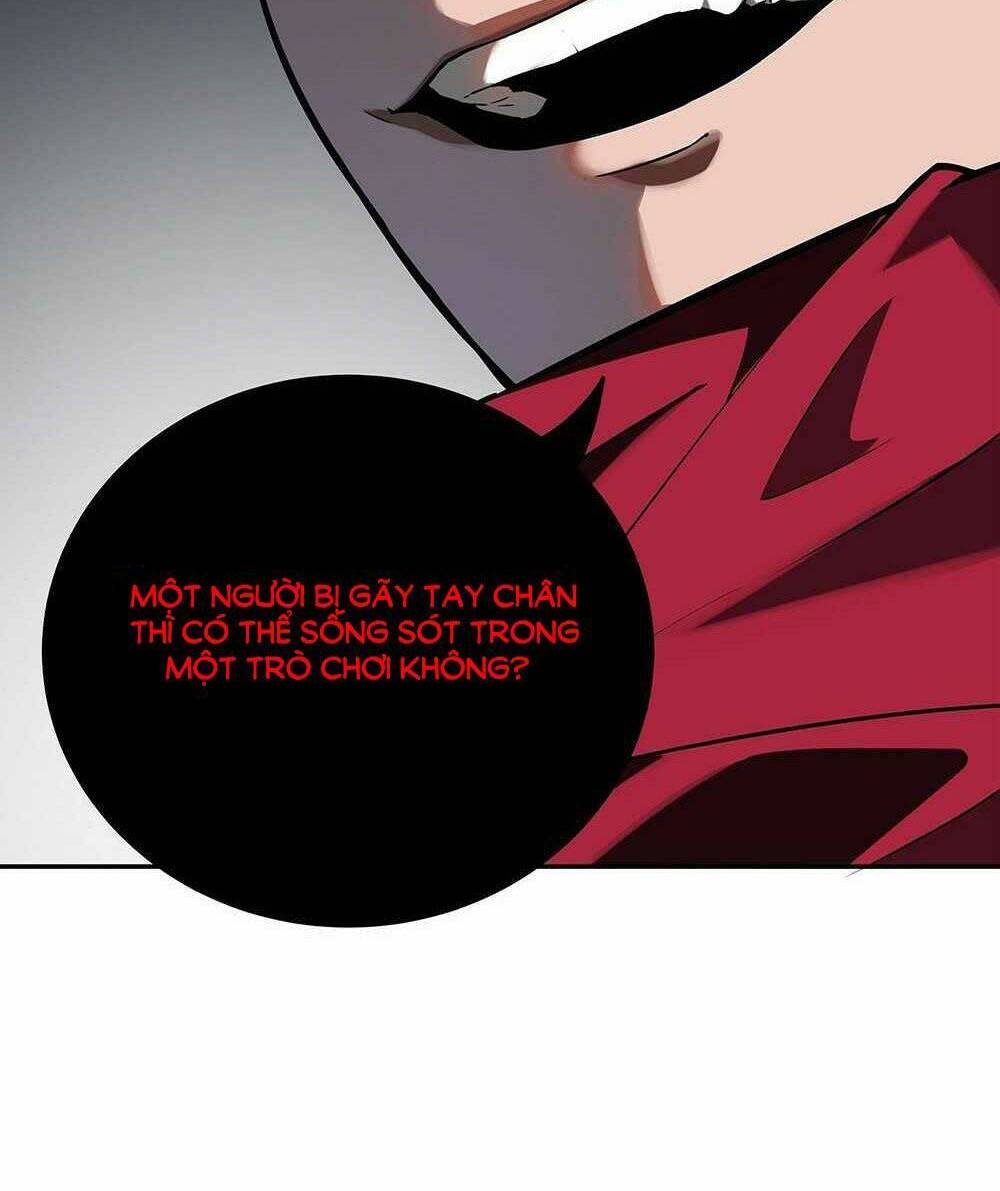 MỘT NGƯỜI BỊ GÃY TAY CHÂN
THÌ CÓ THỂ SỐNG SÓT TRONG
MỘT TRÒ CHƠI KHÔNG?